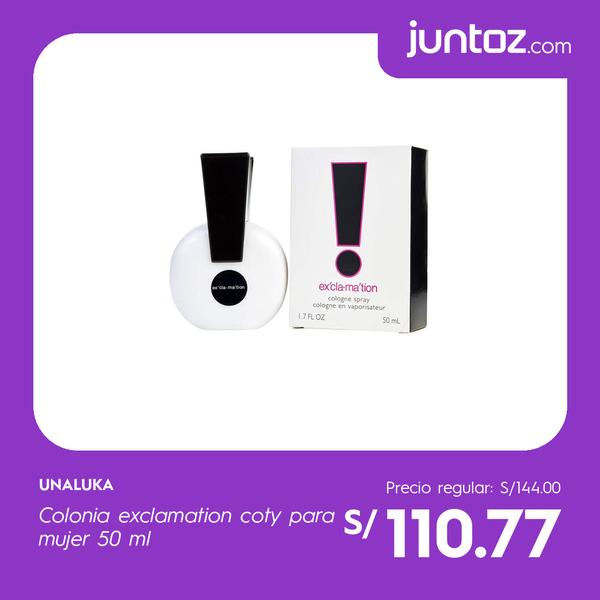 juntoz.com
ex'cla·ma'tion
ex'cla·ma'tion
cologne spray
cologne en vaporisateur
1.7 FL OZ 50 mL
UNALUKA
Precio regular: S/144.00
Colonia exclamation coty para
mujer 50 ml
S/110.77